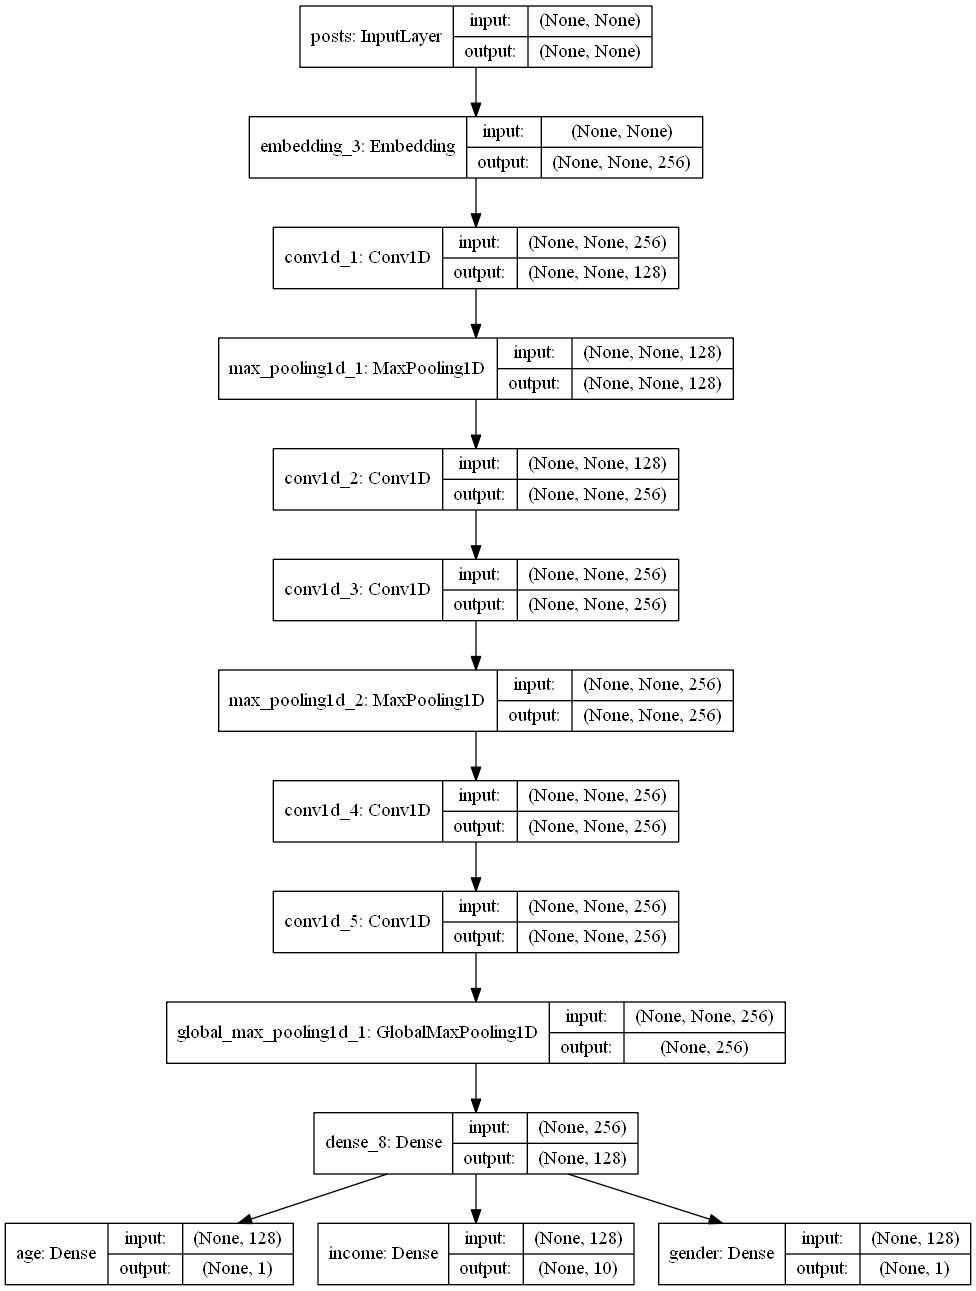 posts: InputLayer
input: (None, None)
output: (None, None)
embedding_3: Embedding
input: (None, None)
output: (None, None, 256)
conv1d_1: Conv1D
input: (None, None, 256)
output: (None, None, 128)
max_pooling1d_1: MaxPooling1D
input: (None, None, 128)
output: (None, None, 128)
conv1d_2: Conv1D
input: (None, None, 128)
output: (None, None, 256)
conv1d_3: Conv1D
input: (None, None, 256)
output: (None, None, 256)
max_pooling1d_2: MaxPooling1D
input: (None, None, 256)
output: (None, None, 256)
conv1d_4: Conv1D
input: (None, None, 256)
output: (None, None, 256)
conv1d_5: Conv1D
input: (None, None, 256)
output: (None, None, 256)
global_max_pooling1d_1: GlobalMaxPooling1D
input: (None, None, 256)
output: (None, 256)
dense_8: Dense
input: (None, 256)
output: (None, 128)
age: Dense
input: (None, 128)
output: (None, 1)
income: Dense
input: (None, 128)
output: (None, 10)
gender: Dense
input: (None, 128)
output: (None, 1)